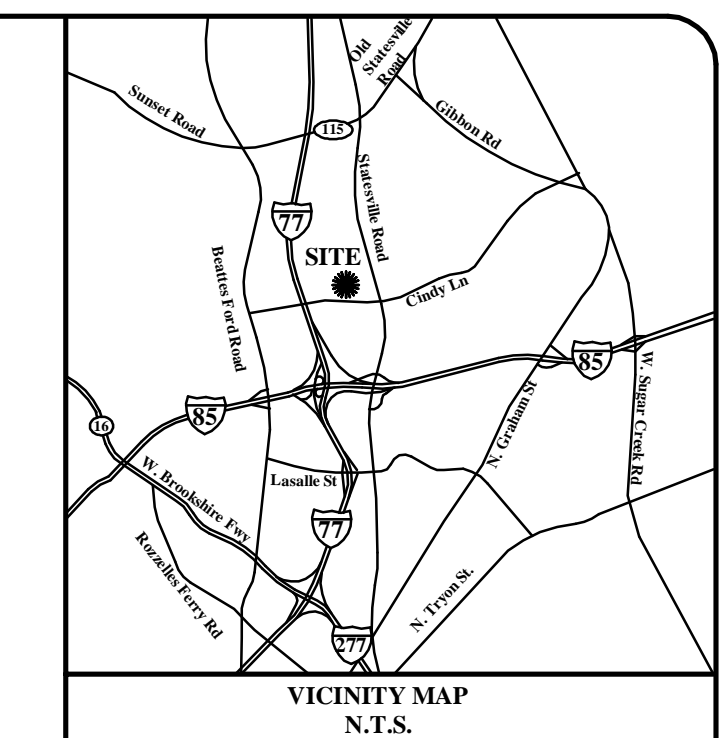 Old
Statesville
Road
Sunset Road
115
Gibbon Rd
Statesville Road
77
SITE
Beattes Ford Road
Cindy Ln
85
85
16
N. Graham St
W. Sugar Creek Rd
Lasalle St
W. Brookshire Fwy
77
Rozzelles Ferry Rd
N. Tryon St.
277
VICINITY MAP
N.T.S.